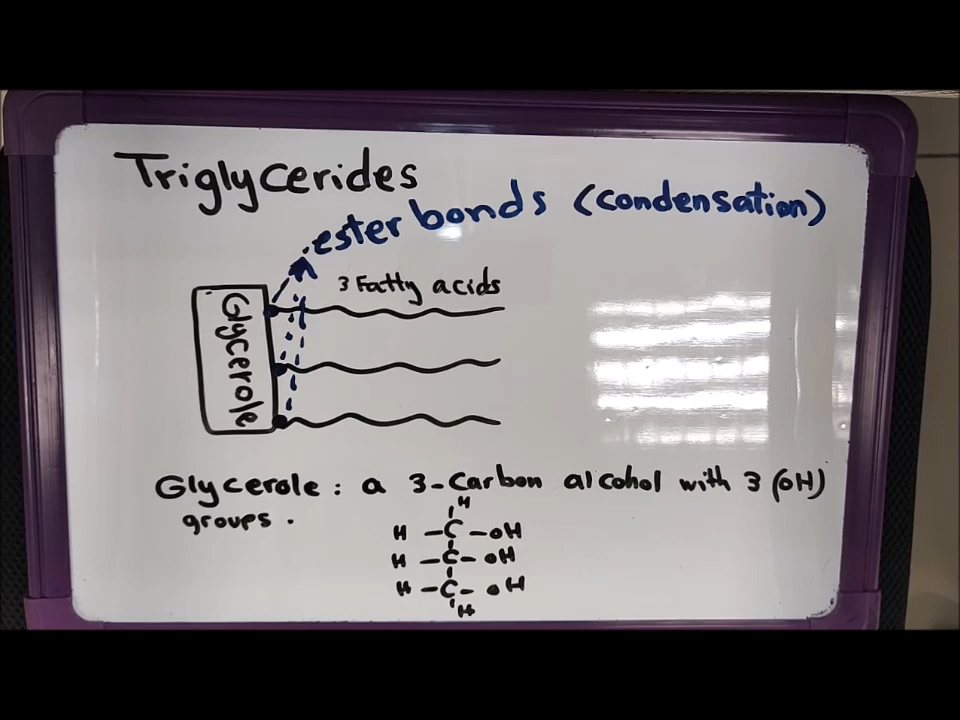 Triglycerides
ester bonds (condensation)
3 Fatty acids
Glycerole
Glycerole : a 3-Carbon alcohol with 3 (OH)
groups .
H
H - C - OH
H - C - OH
H - C - OH
H